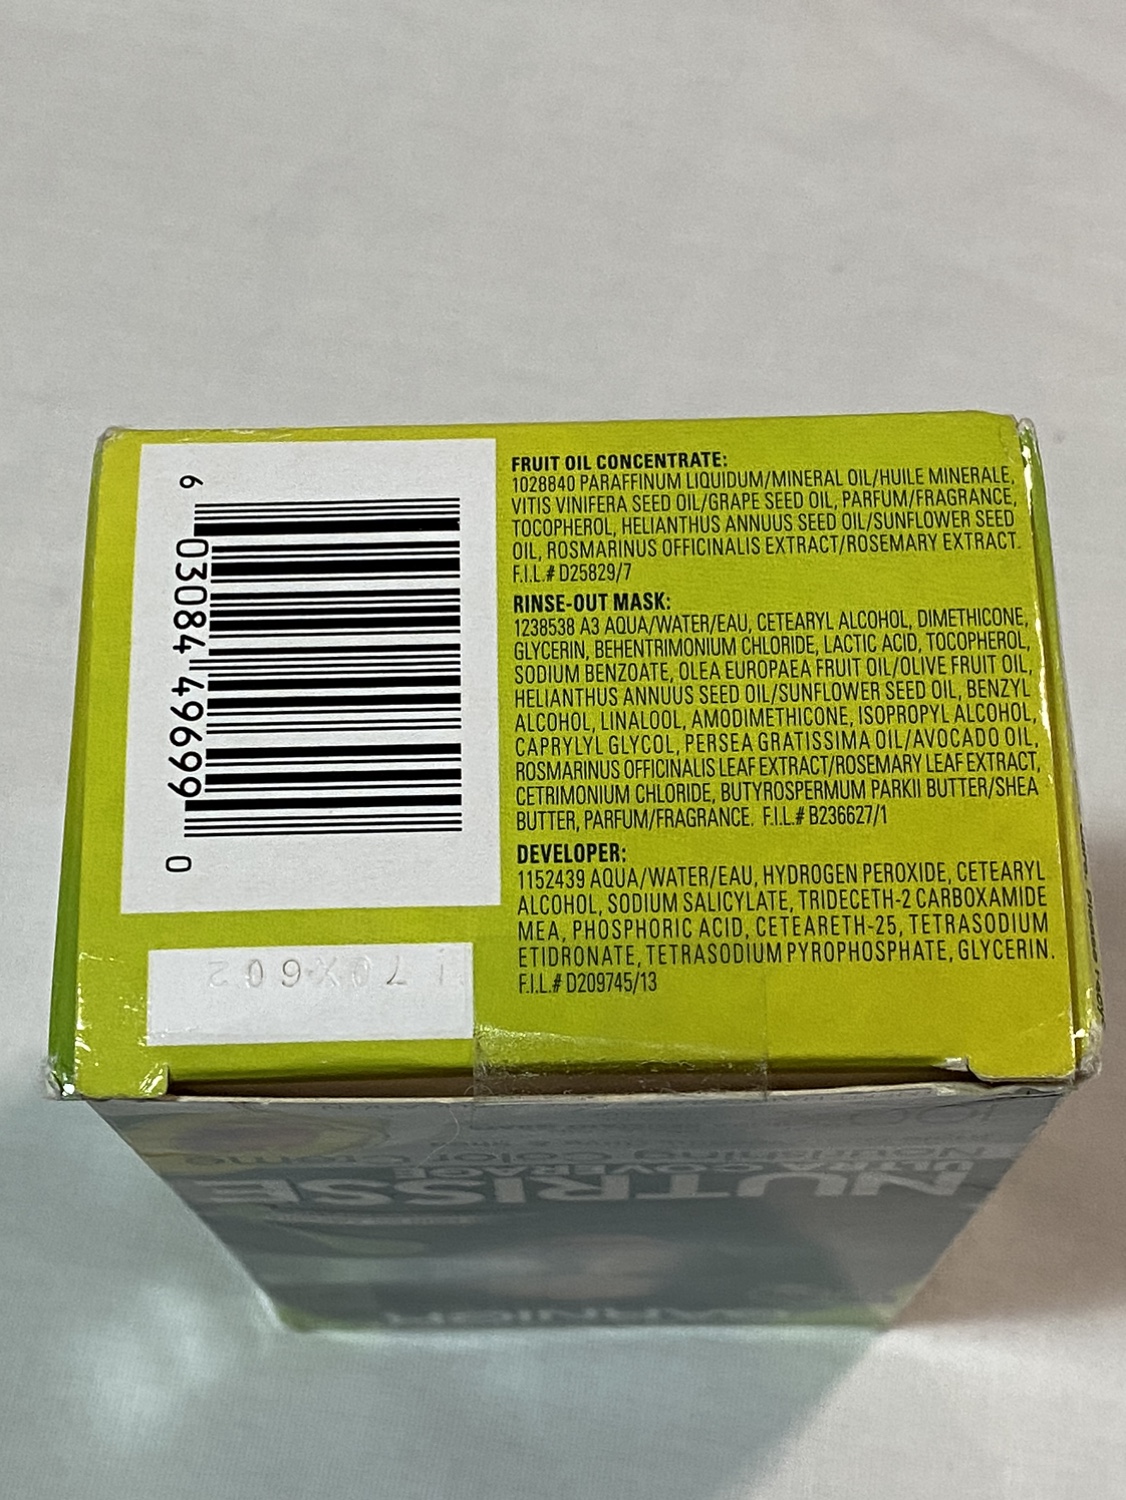 6 03084 49699 0
FRUIT OIL CONCENTRATE:
1028840 PARAFFINUM LIQUIDUM/MINERAL OIL/HUILE MINERALE,
VITIS VINIFERA SEED OIL/GRAPE SEED OIL, PARFUM/FRAGRANCE,
TOCOPHEROL, HELIANTHUS ANNUUS SEED OIL/SUNFLOWER SEED
OIL, ROSMARINUS OFFICINALIS EXTRACT/ROSEMARY EXTRACT.
F.I.L.# D25829/7
RINSE-OUT MASK:
1238538 A3 AQUA/WATER/EAU, CETEARYL ALCOHOL, DIMETHICONE,
GLYCERIN, BEHENTRIMONIUM CHLORIDE, LACTIC ACID, TOCOPHEROL,
SODIUM BENZOATE, OLEA EUROPAEA FRUIT OIL/OLIVE FRUIT OIL,
HELIANTHUS ANNUUS SEED OIL/SUNFLOWER SEED OIL, BENZYL
ALCOHOL, LINALOOL, AMODIMETHICONE, ISOPROPYL ALCOHOL,
CAPRYLYL GLYCOL, PERSEA GRATISSIMA OIL/AVOCADO OIL,
ROSMARINUS OFFICINALIS LEAF EXTRACT/ROSEMARY LEAF EXTRACT,
CETRIMONIUM CHLORIDE, BUTYROSPERMUM PARKII BUTTER/SHEA
BUTTER, PARFUM/FRAGRANCE. F.I.L.# B236627/1
DEVELOPER:
1152439 AQUA/WATER/EAU, HYDROGEN PEROXIDE, CETEARYL
ALCOHOL, SODIUM SALICYLATE, TRIDECETH-2 CARBOXAMIDE
MEA, PHOSPHORIC ACID, CETEARETH-25, TETRASODIUM
ETIDRONATE, TETRASODIUM PYROPHOSPHATE, GLYCERIN.
F.I.L.# D209745/13
Nourishing Color Creme
ULTRA COVERAGE
NUTRISSE
GARNIER